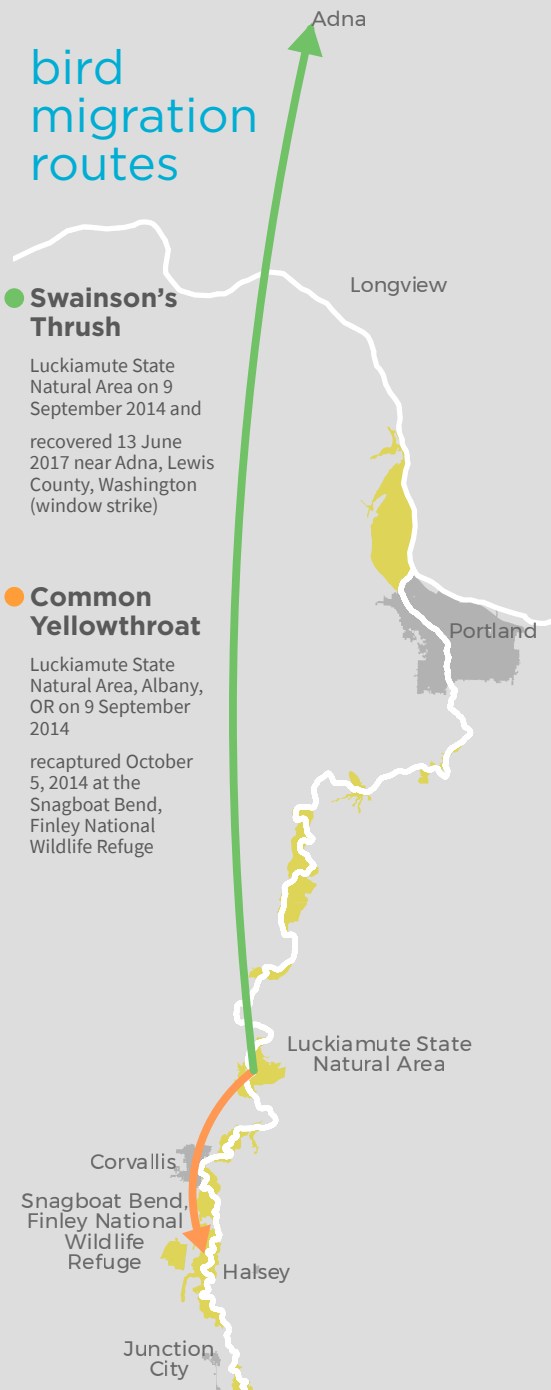 bird
migration
routes
Adna
Longview
Swainson's
Thrush
Luckiamute State
Natural Area on 9
September 2014 and
recovered 13 June
2017 near Adna, Lewis
County, Washington
(window strike)
Common
Yellowthroat
Luckiamute State
Natural Area, Albany,
OR on 9 September
2014
recaptured October
5, 2014 at the
Snagboat Bend,
Finley National
Wildlife Refuge
Portland
Luckiamute State
Natural Area
Corvallis
Snagboat Bend,
Finley National
Wildlife
Refuge
Halsey
Junction
City